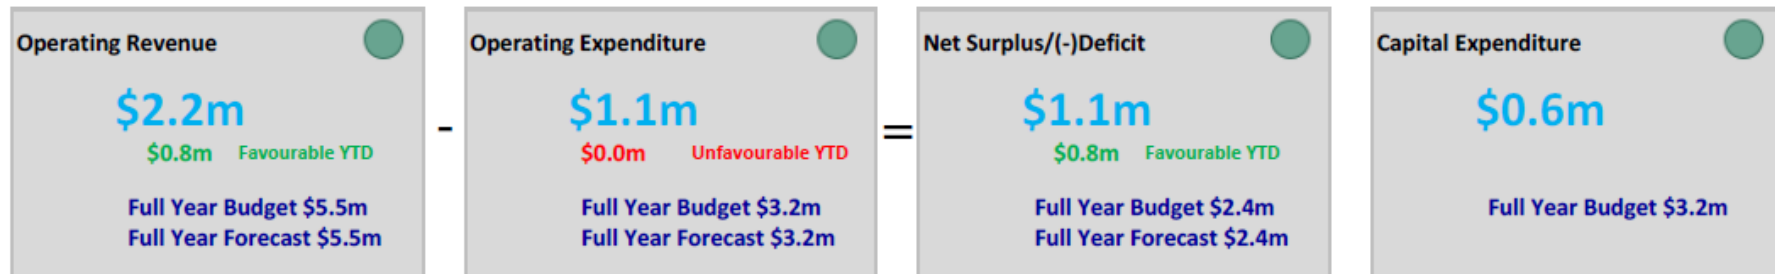 Operating Revenue
$2.2m
$0.8m Favourable YTD
Full Year Budget $5.5m
Full Year Forecast $5.5m
-
Operating Expenditure
$1.1m
$0.0m Unfavourable YTD
Full Year Budget $3.2m
Full Year Forecast $3.2m
=
Net Surplus/(-)Deficit
$1.1m
$0.8m Favourable YTD
Full Year Budget $2.4m
Full Year Forecast $2.4m
Capital Expenditure
$0.6m
Full Year Budget $3.2m